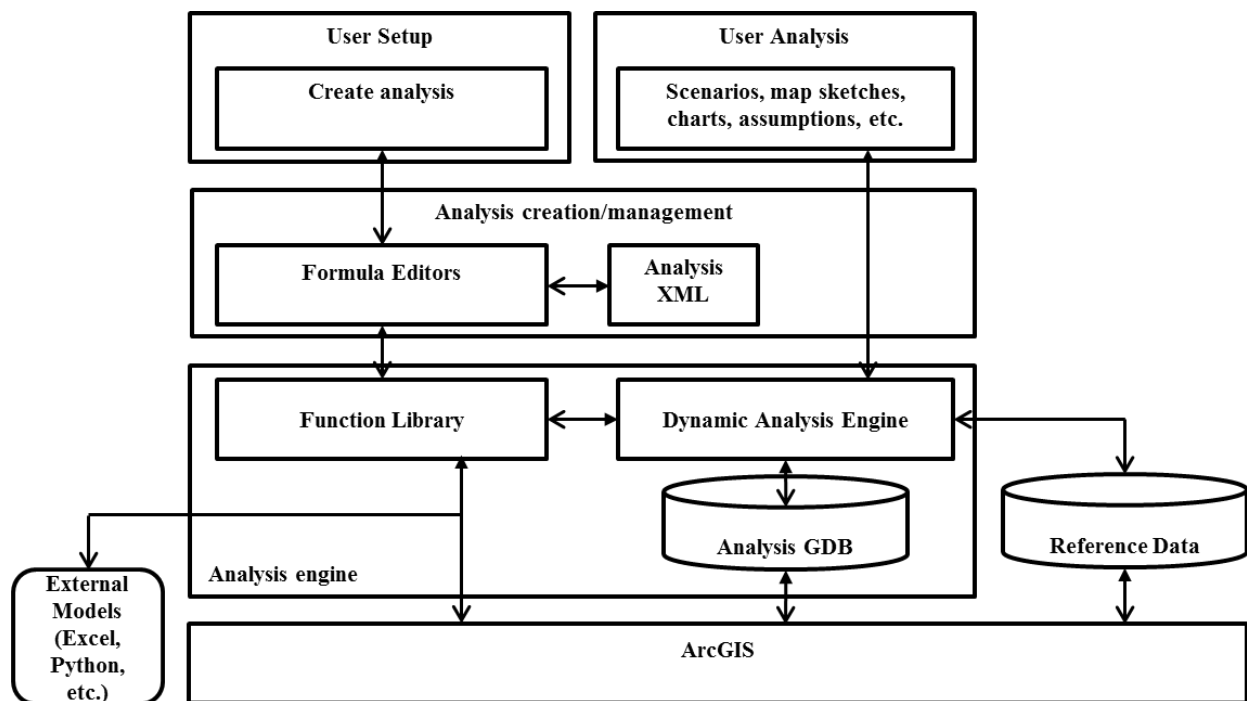 User Setup
Create analysis
User Analysis
Scenarios, map sketches,
charts, assumptions, etc.
Analysis creation/management
Formula Editors
Analysis
XML
Function Library
Dynamic Analysis Engine
Analysis GDB
Reference Data
Analysis engine
External
Models
(Excel,
Python,
etc.)
ArcGIS